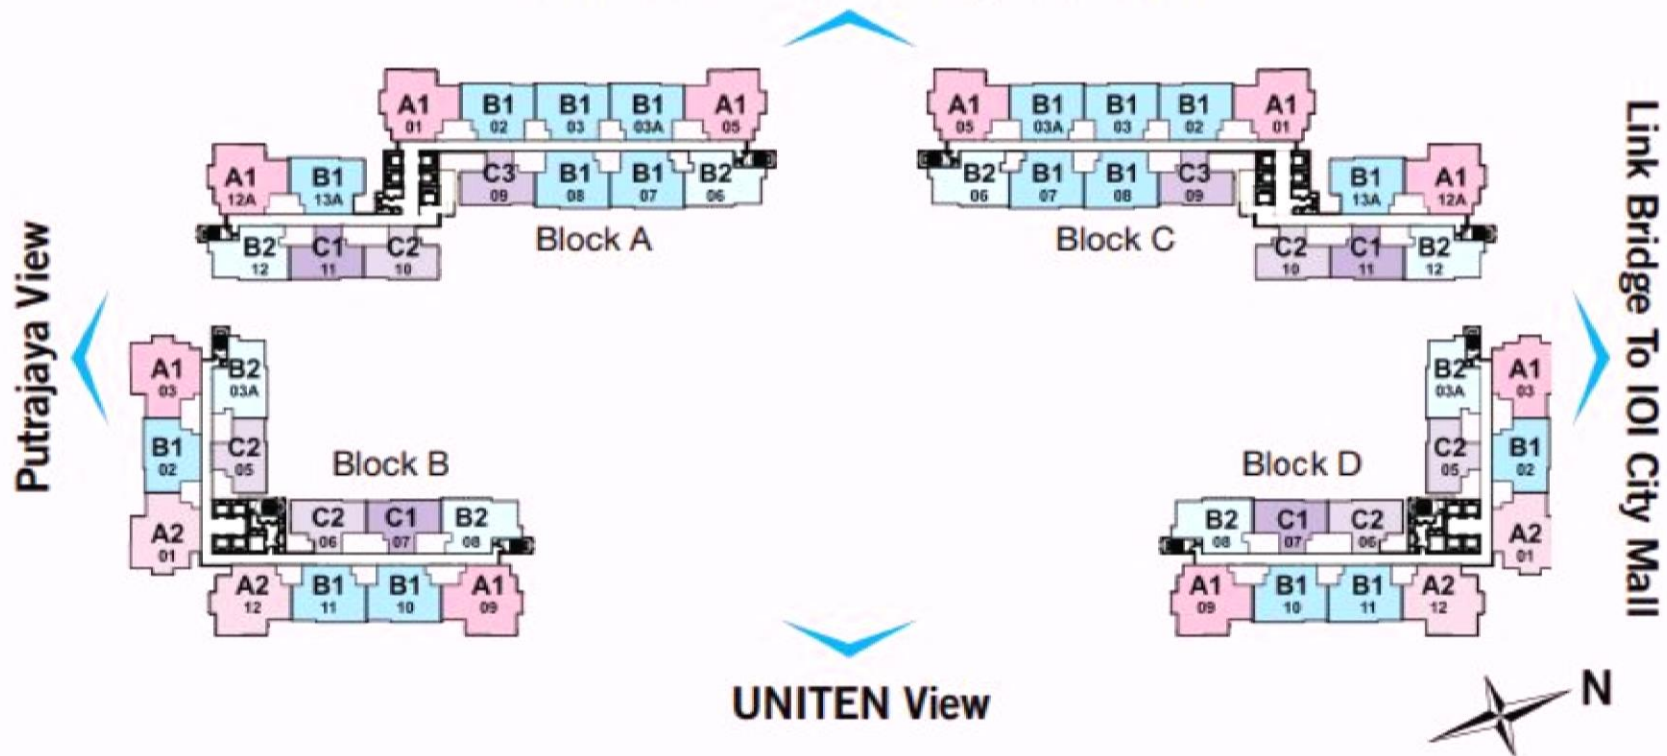 A1 B1 B1 B1 A1
01 02 03 03A 05
A1 B1 B1 B1 A1
05 03A 03 02 01
C3 B1 B1 B2
09 08 07 06
B2 B1 B1 C3
06 07 08 09
A1 B1
12A 13A
B1 A1
13A 12A
Block A
Block C
B2 C1 C2
12 11 10
C2 C1 B2
10 11 12
Putrajaya View
Link Bridge To IOI City Mall
A1 B2
03 03A
B2 A1
03A 03
B1 C2
02 05
C2 B1
05 02
Block B
Block D
A2 C2 C1 B2
01 06 07 08
B2 C1 C2 A2
08 07 06 01
A2 B1 B1 A1
12 11 10 09
A1 B1 B1 A2
09 10 11 12
UNITEN View
N